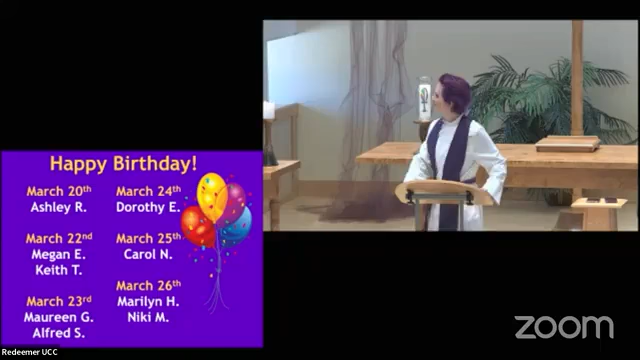 Happy Birthday!
March 20th
Ashley R.
March 22nd
Megan E.
Keith T.
March 23rd
Maureen G.
Alfred S.
March 24th
Dorothy E.
March 25th
Carol N.
March 26th
Marilyn H.
Niki M.
Redeemer UCC
zoom